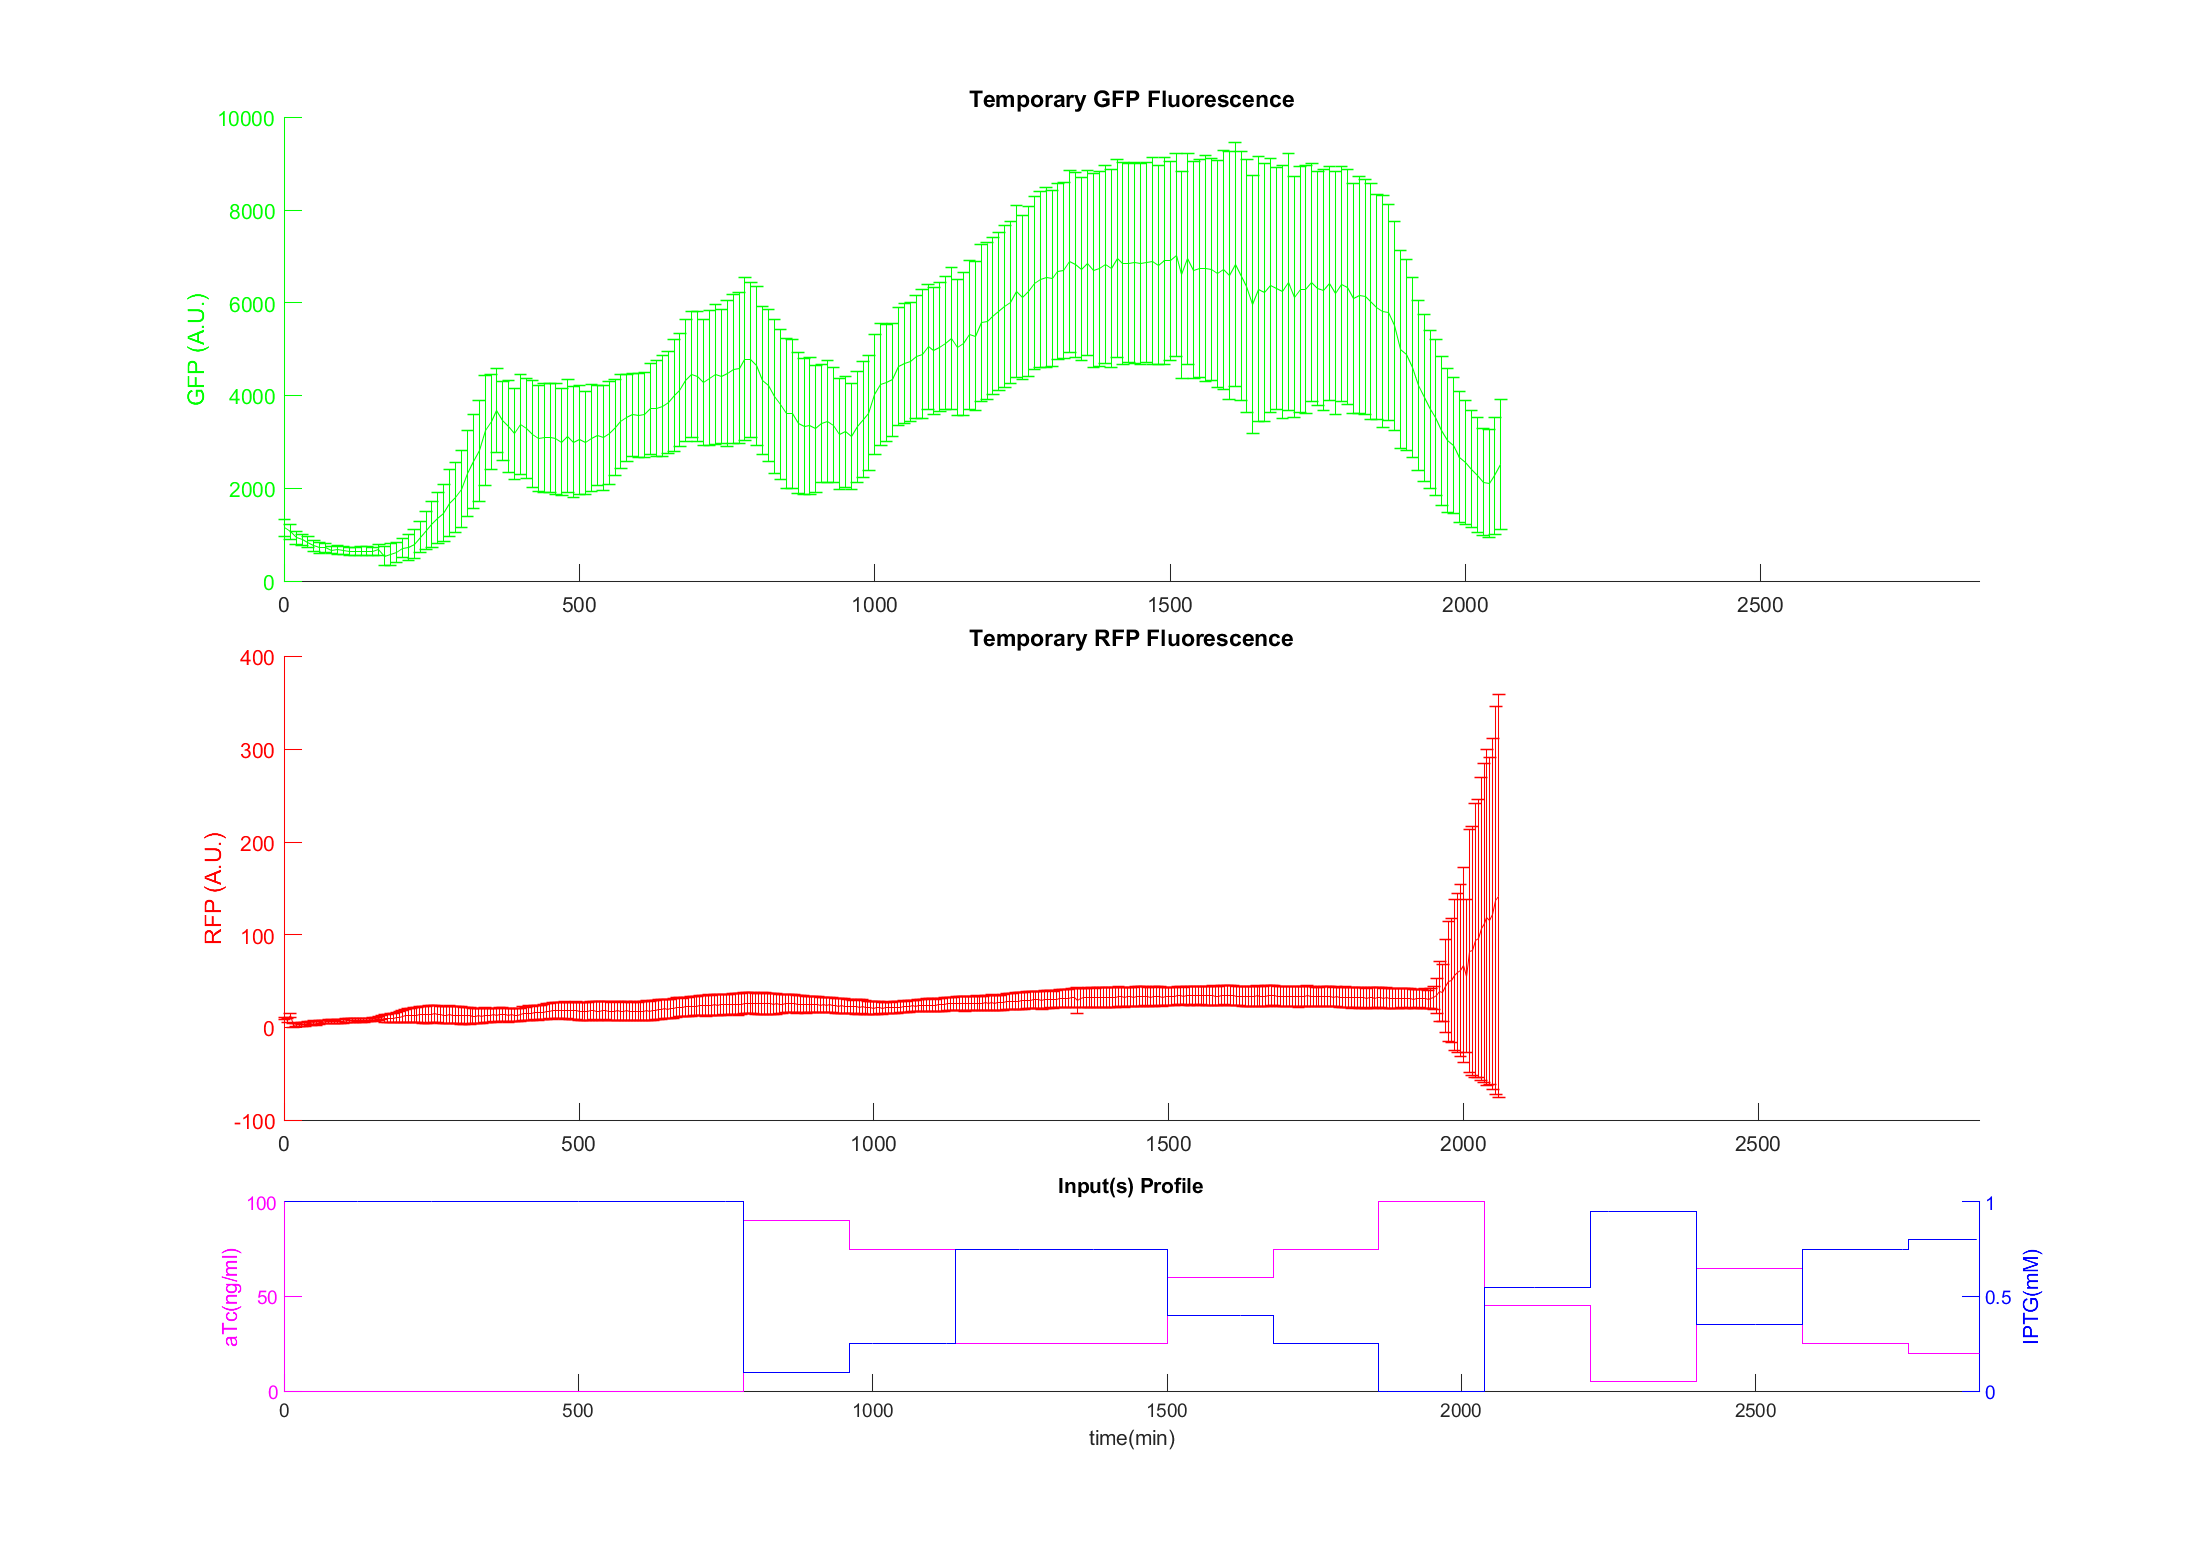 Temporary GFP Fluorescence
10000
8000
6000
4000
2000
0
GFP (A.U.)
0 500 1000 1500 2000 2500
Temporary RFP Fluorescence
400
300
200
100
0
-100
RFP (A.U.)
0 500 1000 1500 2000 2500
Input(s) Profile
100
50
0
aTc(ng/ml)
1
0.5
0
IPTG(mM)
0 500 1000 1500 2000 2500
time(min)